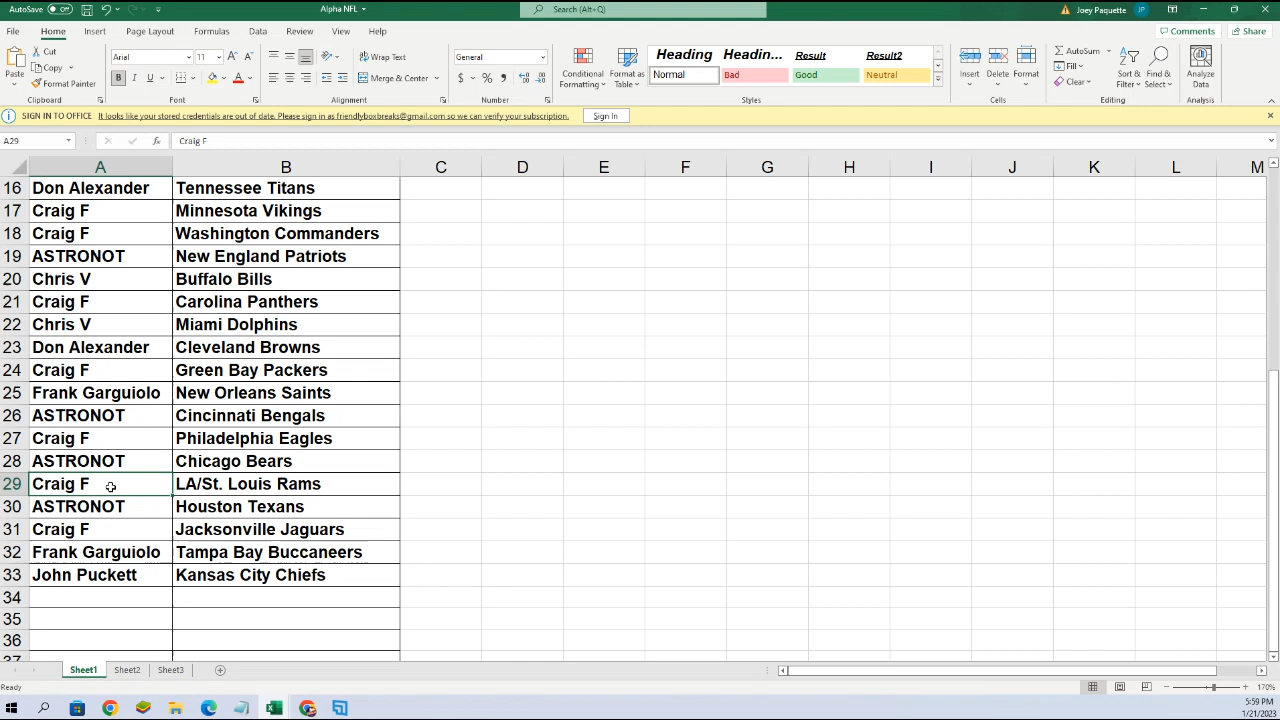 AutoSave Off Alpha NFL Search (Alt+Q) Joey Paquette JP
File Home Insert Page Layout Formulas Data Review View Help Comments Share
Paste Cut Copy Format Painter Clipboard
Arial 11 B I U A Font
Wrap Text Merge & Center Alignment
General $ % Number
Conditional Formatting Format as Table
Heading Headin... Result Result2
Normal Bad Good Neutral
Styles
Insert Delete Format Cells
AutoSum Fill Clear Sort & Filter Find & Select Editing
Analyze Data Analysis
SIGN IN TO OFFICE It looks like your stored credentials are out of date. Please sign in as friendlyboxbreaks@gmail.com so we can verify your subscription. Sign In
A29 fx Craig F
A B C D E F G H I J K L M
16 Don Alexander Tennessee Titans
17 Craig F Minnesota Vikings
18 Craig F Washington Commanders
19 ASTRONOT New England Patriots
20 Chris V Buffalo Bills
21 Craig F Carolina Panthers
22 Chris V Miami Dolphins
23 Don Alexander Cleveland Browns
24 Craig F Green Bay Packers
25 Frank Garguiolo New Orleans Saints
26 ASTRONOT Cincinnati Bengals
27 Craig F Philadelphia Eagles
28 ASTRONOT Chicago Bears
29 Craig F LA/St. Louis Rams
30 ASTRONOT Houston Texans
31 Craig F Jacksonville Jaguars
32 Frank Garguiolo Tampa Bay Buccaneers
33 John Puckett Kansas City Chiefs
34
35
36
37
Sheet1 Sheet2 Sheet3
Ready 170%
5:59 PM
1/21/2023